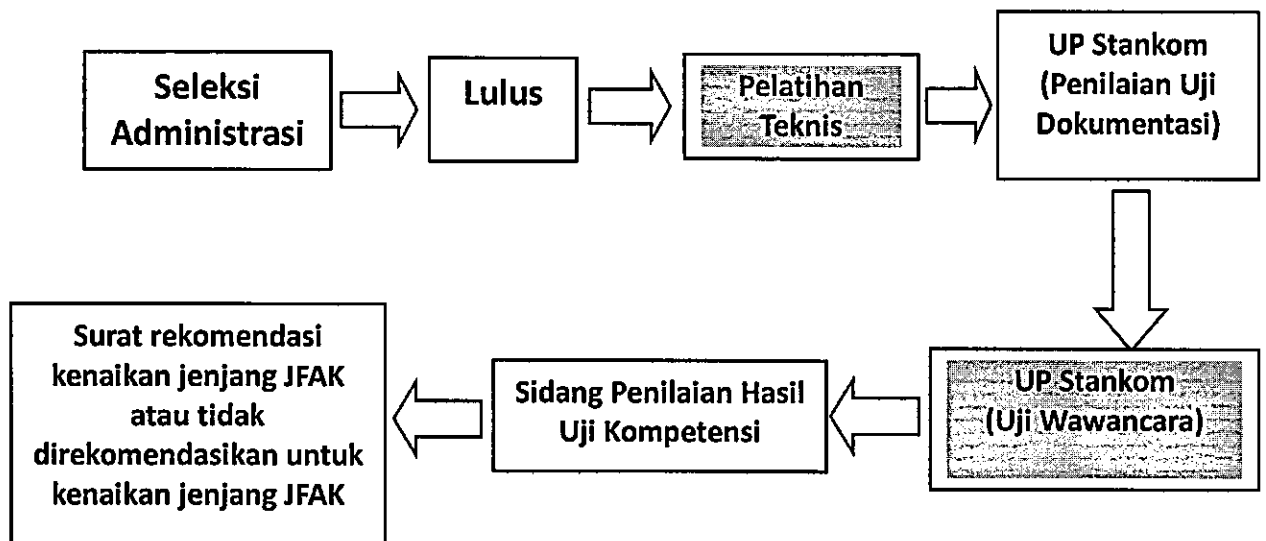 Seleksi
Administrasi
Lulus
Pelatihan
Teknis
UP Stankom
(Penilaian Uji
Dokumentasi)
UP Stankom
(Uji Wawancara)
Sidang Penilaian Hasil
Uji Kompetensi
Surat rekomendasi
kenaikan jenjang JFAK
atau tidak
direkomendasikan untuk
kenaikan jenjang JFAK